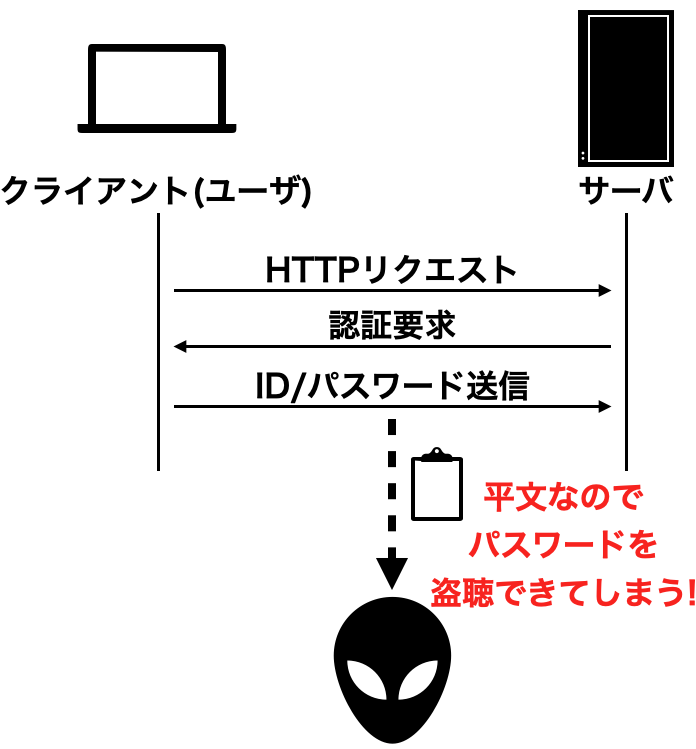 クライアント(ユーザ)
サーバ
HTTPリクエスト
認証要求
ID/パスワード送信
平文なので
パスワードを
盗聴できてしまう!